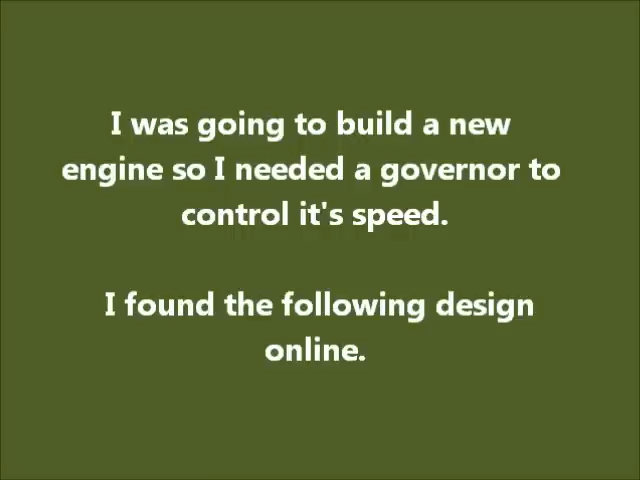 I was going to build a new
engine so I needed a governor to
control it's speed.
I found the following design
online.